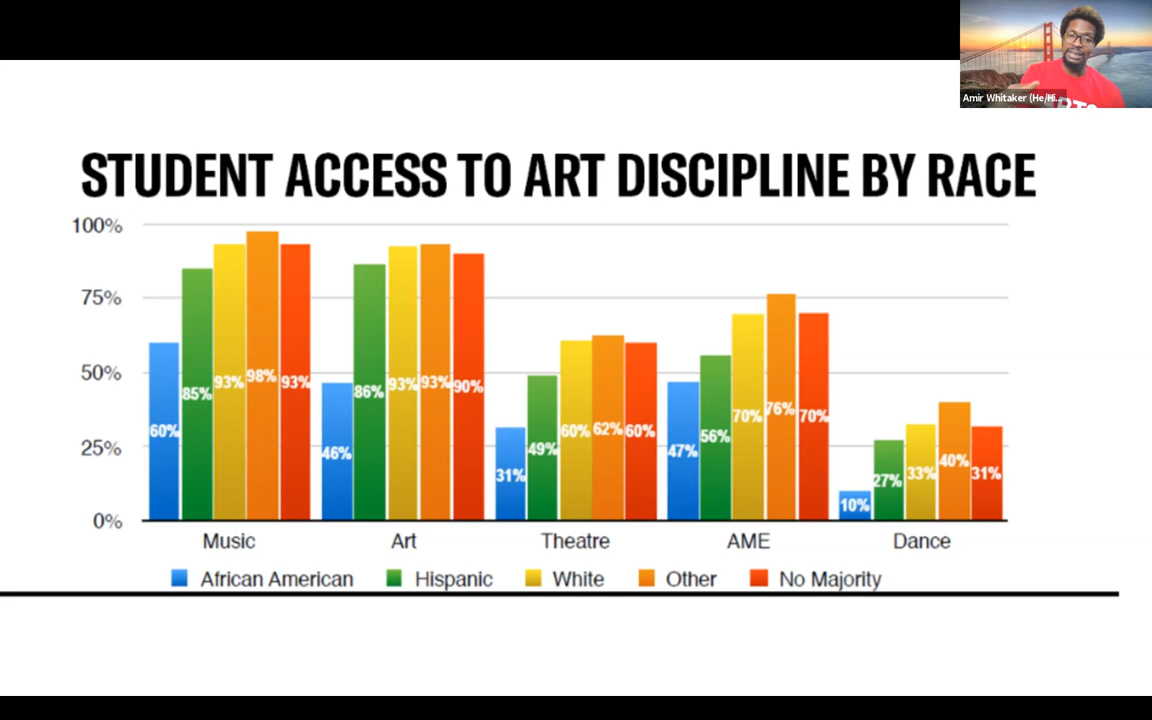 Amir Whitaker (He/Hi...
STUDENT ACCESS TO ART DISCIPLINE BY RACE
100%
75%
50%
25%
0%
60% 85% 93% 98% 93%
46% 86% 93% 93% 90%
31% 49% 60% 62% 60%
47% 56% 70% 76% 70%
10% 27% 33% 40% 31%
Music Art Theatre AME Dance
African American Hispanic White Other No Majority